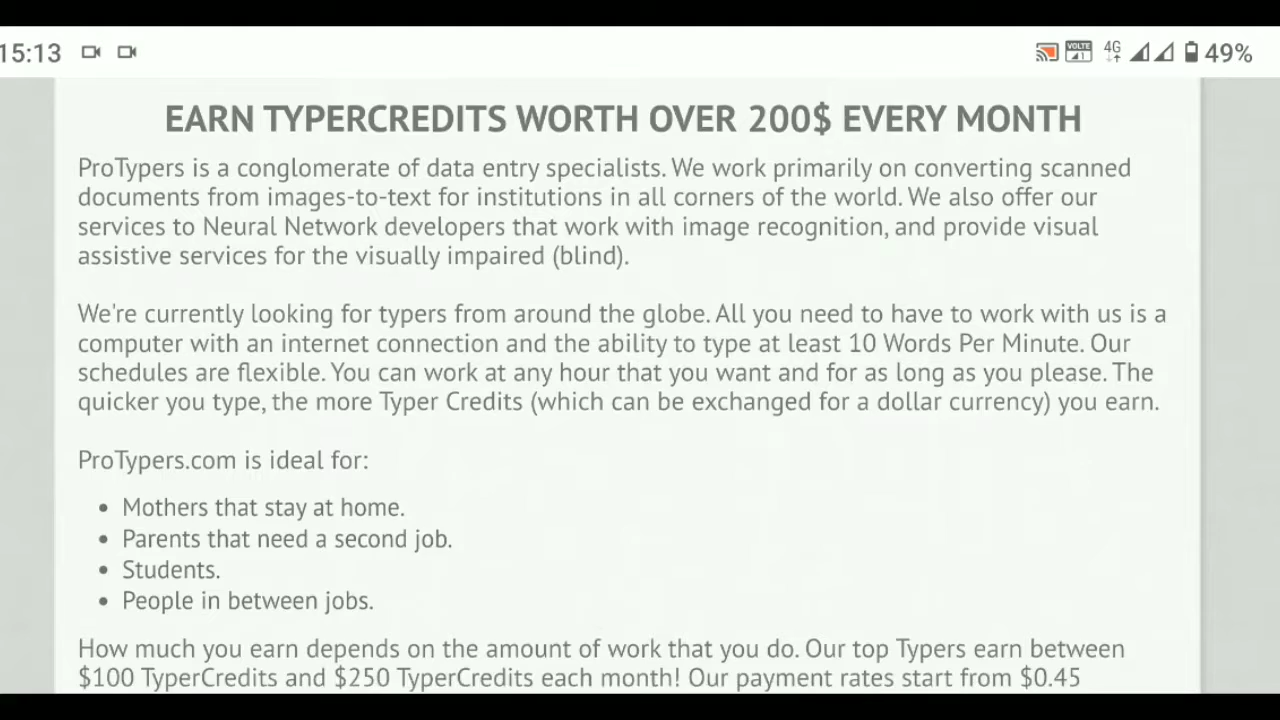 15:13
VOLTE 1 4G 49%
EARN TYPERCREDITS WORTH OVER 200$ EVERY MONTH
ProTypers is a conglomerate of data entry specialists. We work primarily on converting scanned
documents from images-to-text for institutions in all corners of the world. We also offer our
services to Neural Network developers that work with image recognition, and provide visual
assistive services for the visually impaired (blind).
We're currently looking for typers from around the globe. All you need to have to work with us is a
computer with an internet connection and the ability to type at least 10 Words Per Minute. Our
schedules are flexible. You can work at any hour that you want and for as long as you please. The
quicker you type, the more Typer Credits (which can be exchanged for a dollar currency) you earn.
ProTypers.com is ideal for:
• Mothers that stay at home.
• Parents that need a second job.
• Students.
• People in between jobs.
How much you earn depends on the amount of work that you do. Our top Typers earn between
$100 TyperCredits and $250 TyperCredits each month! Our payment rates start from $0.45